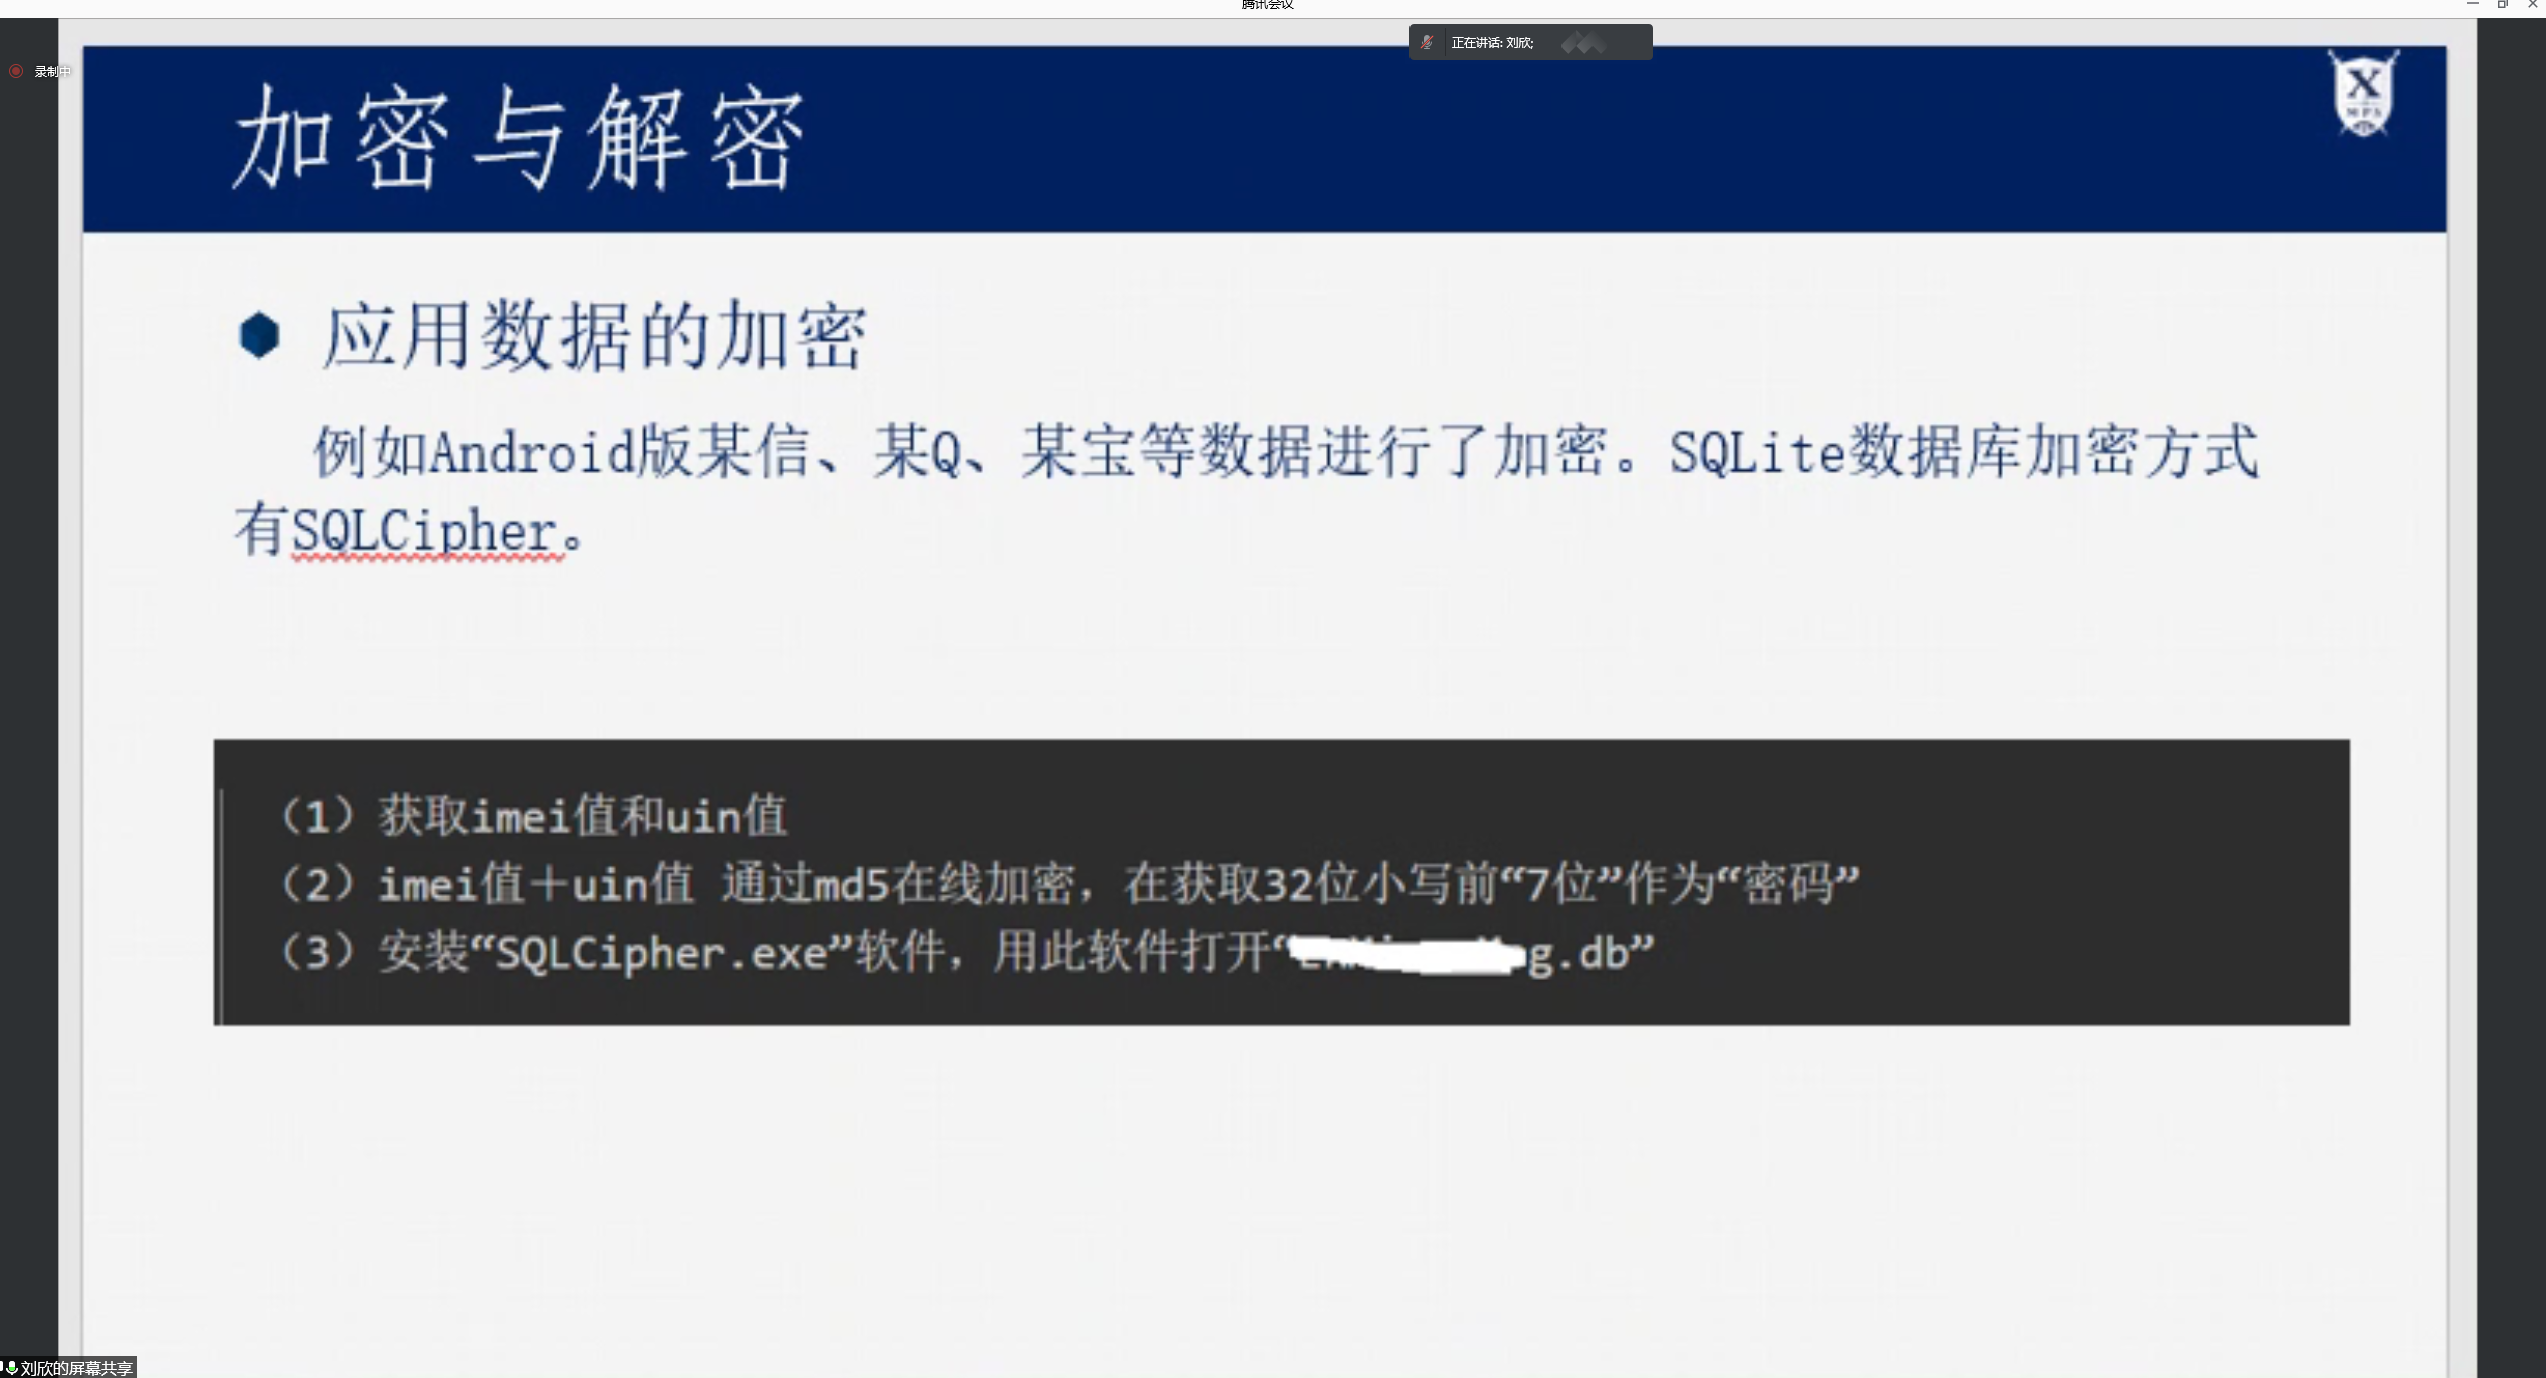 腾讯会议
正在讲话: 刘欣;
录制中
加密与解密
X
MPS
应用数据的加密
例如Android版某信、某Q、某宝等数据进行了加密。SQLite数据库加密方式
有SQLCipher。
（1）获取imei值和uin值
（2）imei值＋uin值 通过md5在线加密，在获取32位小写前“7位”作为“密码”
（3）安装“SQLCipher.exe”软件，用此软件打开“g.db”
刘欣的屏幕共享